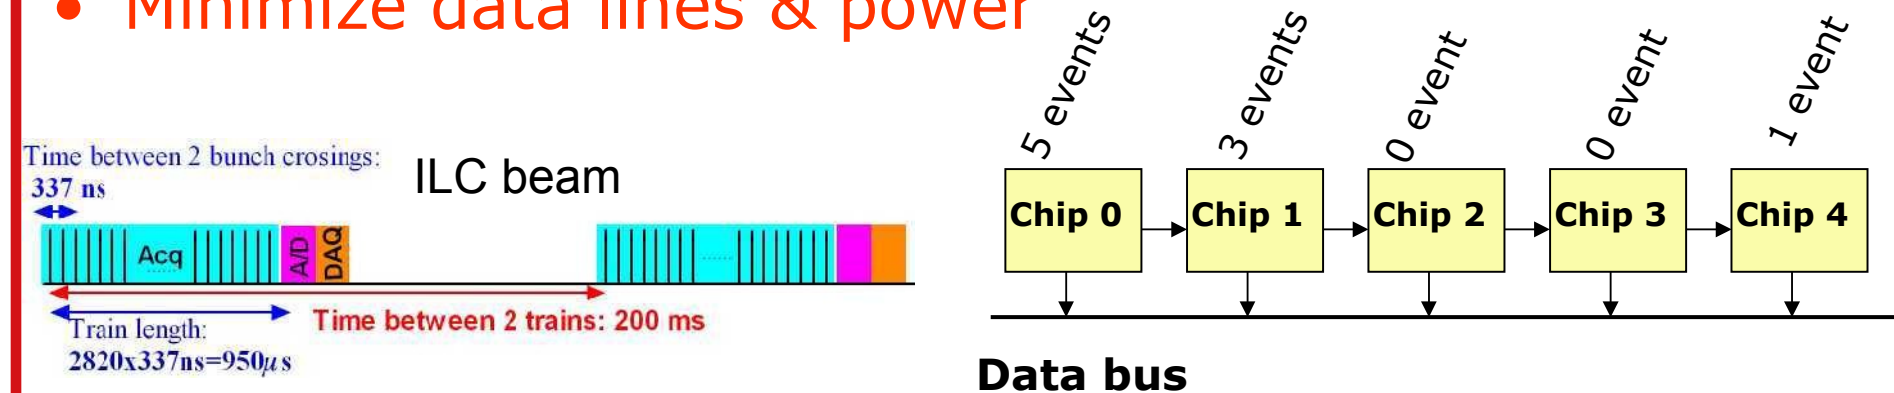 • Minimize data lines & power
Time between 2 bunch crosings:
337 ns
ILC beam
Acq
......
A/D
DAQ
......
Time between 2 trains: 200 ms
Train length:
2820x337ns=950μs
5 events
3 events
0 event
0 event
1 event
Chip 0
Chip 1
Chip 2
Chip 3
Chip 4
Data bus